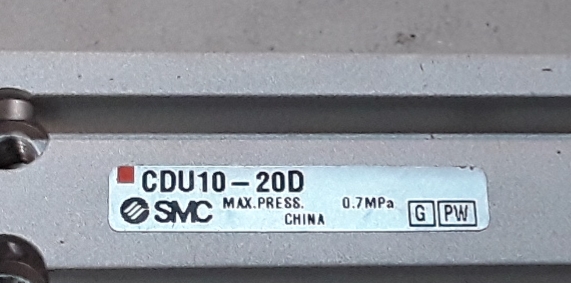 CDU10-20D
SMC MAX.PRESS. 0.7MPa
CHINA G PW